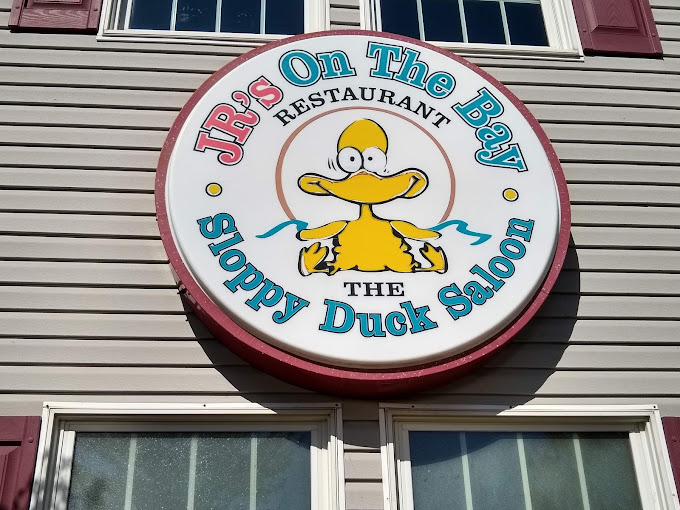 JR's On The Bay
RESTAURANT
THE
Sloppy Duck Saloon